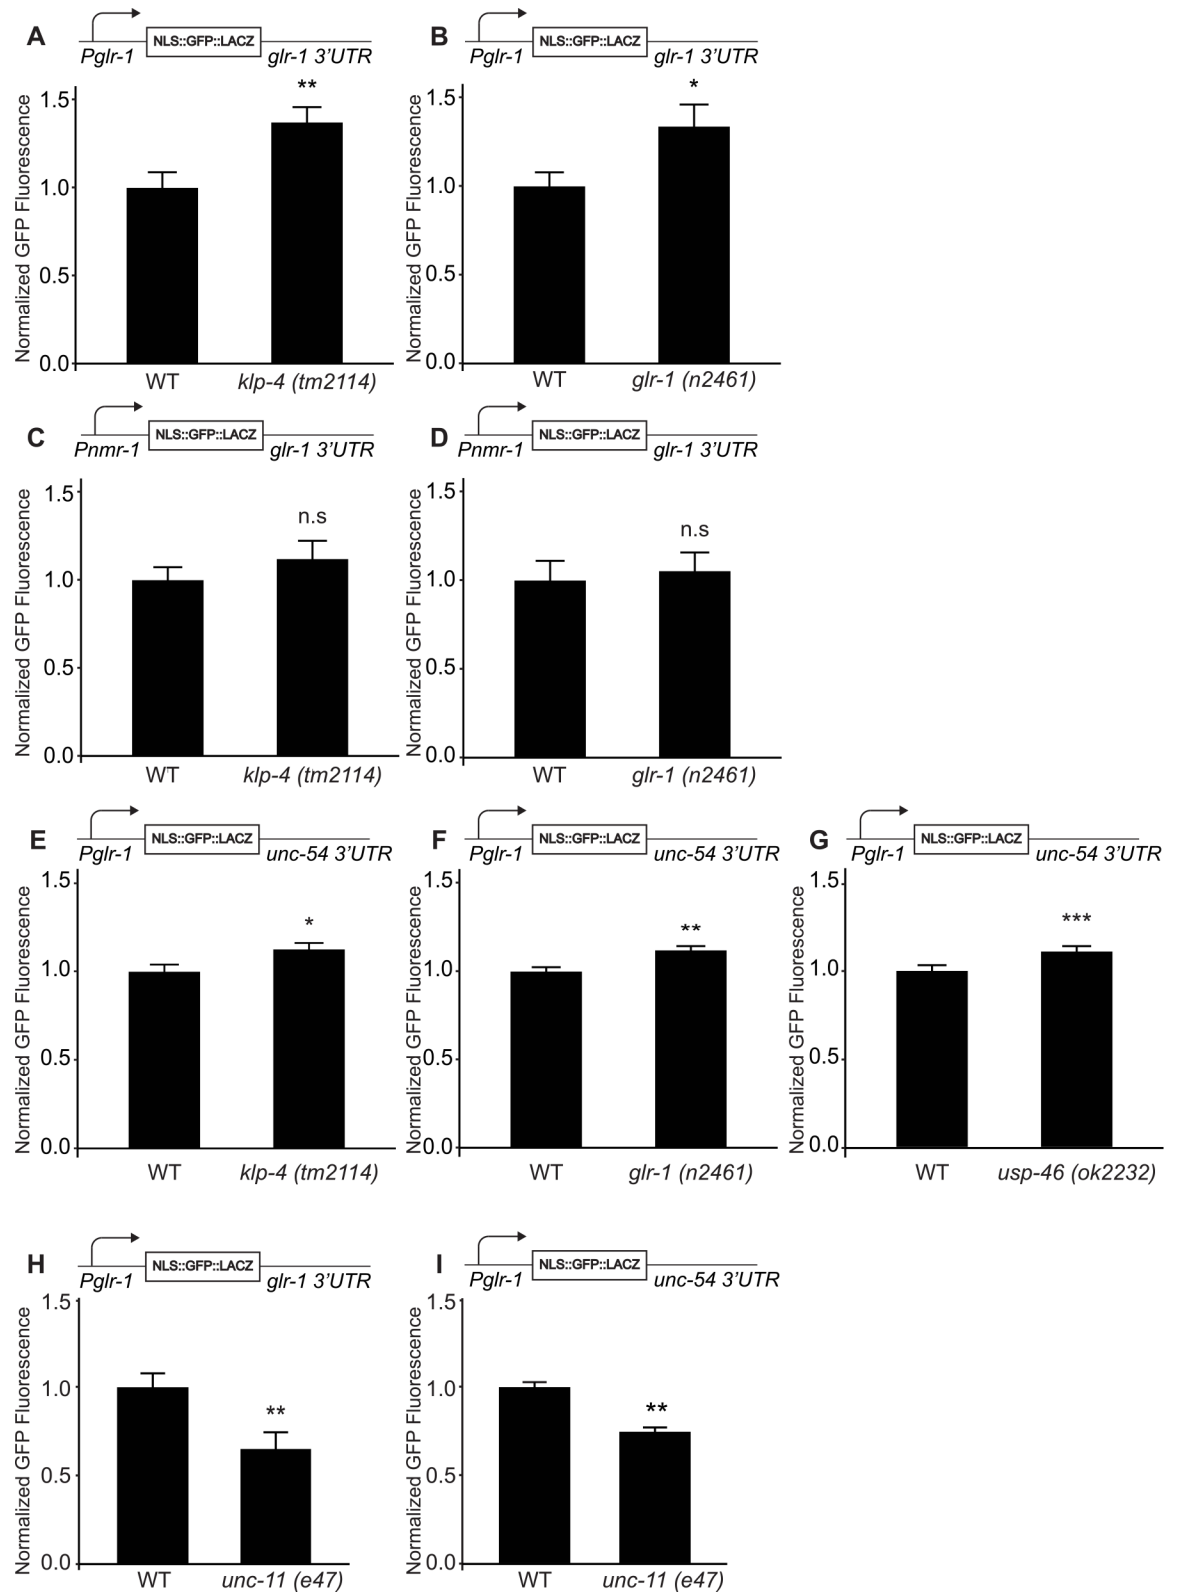 A
NLS::GFP::LACZ
Pglr-1
glr-1 3’UTR
Normalized GFP Fluorescence
1.5
1.0
0.5
0.0
**
WT
klp-4 (tm2114)
B
NLS::GFP::LACZ
Pglr-1
glr-1 3’UTR
Normalized GFP Fluorescence
1.5
1.0
0.5
0.0
*
WT
glr-1 (n2461)
C
NLS::GFP::LACZ
Pnmr-1
glr-1 3’UTR
Normalized GFP Fluorescence
1.5
1.0
0.5
0.0
n.s
WT
klp-4 (tm2114)
D
NLS::GFP::LACZ
Pnmr-1
glr-1 3’UTR
Normalized GFP Fluorescence
1.5
1.0
0.5
0.0
n.s
WT
glr-1 (n2461)
E
NLS::GFP::LACZ
Pglr-1
unc-54 3’UTR
Normalized GFP Fluorescence
1.5
1.0
0.5
0.0
*
WT
klp-4 (tm2114)
F
NLS::GFP::LACZ
Pglr-1
unc-54 3’UTR
Normalized GFP Fluorescence
1.5
1.0
0.5
0.0
**
WT
glr-1 (n2461)
G
NLS::GFP::LACZ
Pglr-1
unc-54 3’UTR
Normalized GFP Fluorescence
1.5
1.0
0.5
0.0
***
WT
usp-46 (ok2232)
H
NLS::GFP::LACZ
Pglr-1
glr-1 3’UTR
Normalized GFP Fluorescence
1.5
1.0
0.5
0.0
**
WT
unc-11 (e47)
I
NLS::GFP::LACZ
Pglr-1
unc-54 3’UTR
Normalized GFP Fluorescence
1.5
1.0
0.5
0.0
**
WT
unc-11 (e47)